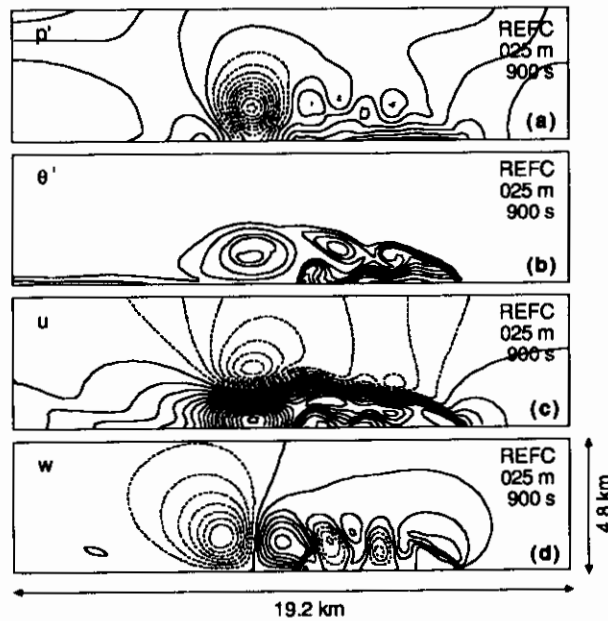 p'
REFC
025 m
900 s
(a)
θ'
REFC
025 m
900 s
(b)
u
REFC
025 m
900 s
(c)
w
REFC
025 m
900 s
(d)
4.8 km
19.2 km